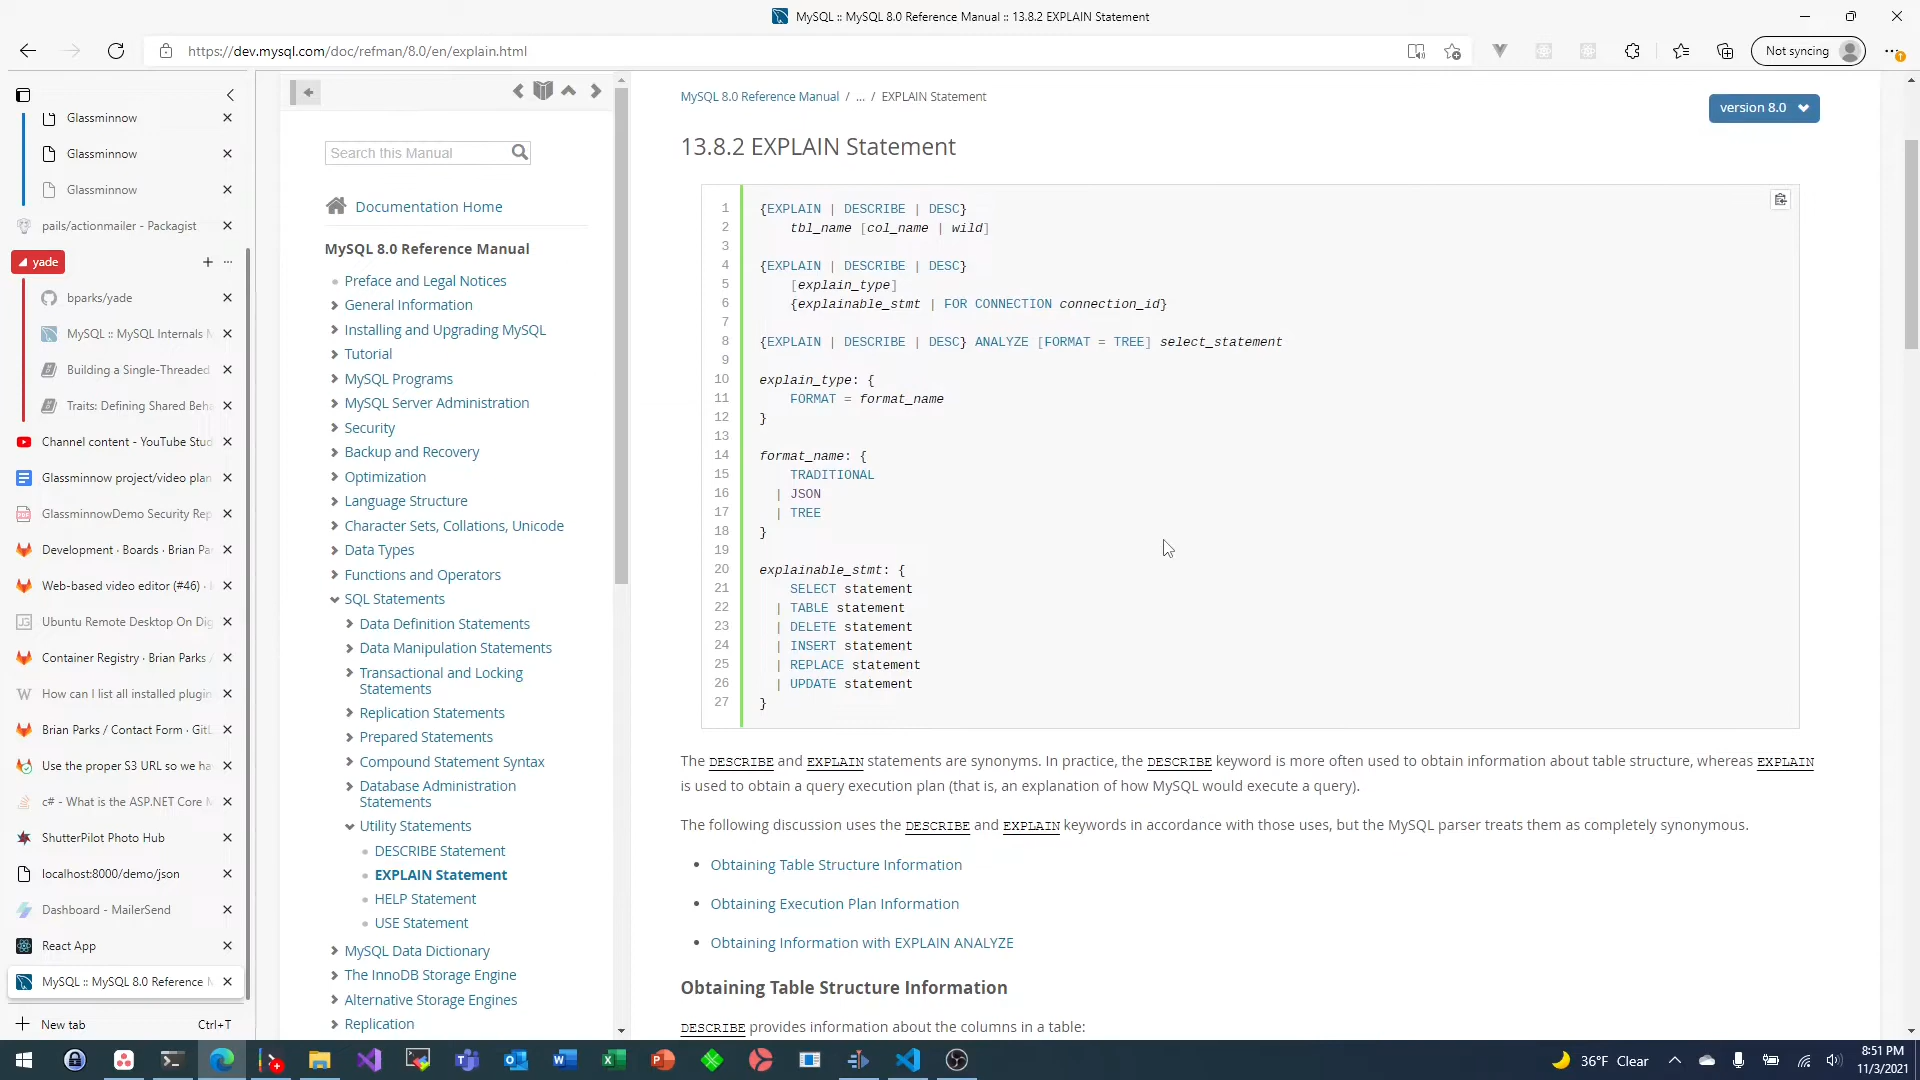 MySQL :: MySQL 8.0 Reference Manual :: 13.8.2 EXPLAIN Statement
https://dev.mysql.com/doc/refman/8.0/en/explain.html
Not syncing
Glassminnow
Glassminnow
Glassminnow
pails/actionmailer - Packagist
yade
bparks/yade
MySQL :: MySQL Internals M
Building a Single-Threaded
Traits: Defining Shared Beha
Channel content - YouTube Stud
Glassminnow project/video plan
GlassminnowDemo Security Rep
Development · Boards · Brian Pa
Web-based video editor (#46) ·
Ubuntu Remote Desktop On Dig
Container Registry · Brian Parks /
How can I list all installed plugin
Brian Parks / Contact Form · GitL
Use the proper S3 URL so we ha
c# - What is the ASP.NET Core M
ShutterPilot Photo Hub
localhost:8000/demo/json
Dashboard - MailerSend
React App
MySQL :: MySQL 8.0 Reference M
New tab Ctrl+T
Search this Manual
Documentation Home
MySQL 8.0 Reference Manual
Preface and Legal Notices
General Information
Installing and Upgrading MySQL
Tutorial
MySQL Programs
MySQL Server Administration
Security
Backup and Recovery
Optimization
Language Structure
Character Sets, Collations, Unicode
Data Types
Functions and Operators
SQL Statements
Data Definition Statements
Data Manipulation Statements
Transactional and Locking
Statements
Replication Statements
Prepared Statements
Compound Statement Syntax
Database Administration
Statements
Utility Statements
DESCRIBE Statement
EXPLAIN Statement
HELP Statement
USE Statement
MySQL Data Dictionary
The InnoDB Storage Engine
Alternative Storage Engines
Replication
MySQL 8.0 Reference Manual / ... / EXPLAIN Statement
version 8.0
13.8.2 EXPLAIN Statement
1 {EXPLAIN | DESCRIBE | DESC}
2 tbl_name [col_name | wild]
3
4 {EXPLAIN | DESCRIBE | DESC}
5 [explain_type]
6 {explainable_stmt | FOR CONNECTION connection_id}
7
8 {EXPLAIN | DESCRIBE | DESC} ANALYZE [FORMAT = TREE] select_statement
9
10 explain_type: {
11 FORMAT = format_name
12 }
13
14 format_name: {
15 TRADITIONAL
16 | JSON
17 | TREE
18 }
19
20 explainable_stmt: {
21 SELECT statement
22 | TABLE statement
23 | DELETE statement
24 | INSERT statement
25 | REPLACE statement
26 | UPDATE statement
27 }
The DESCRIBE and EXPLAIN statements are synonyms. In practice, the DESCRIBE keyword is more often used to obtain information about table structure, whereas EXPLAIN
is used to obtain a query execution plan (that is, an explanation of how MySQL would execute a query).
The following discussion uses the DESCRIBE and EXPLAIN keywords in accordance with those uses, but the MySQL parser treats them as completely synonymous.
Obtaining Table Structure Information
Obtaining Execution Plan Information
Obtaining Information with EXPLAIN ANALYZE
Obtaining Table Structure Information
DESCRIBE provides information about the columns in a table:
36°F Clear
8:51 PM
11/3/2021